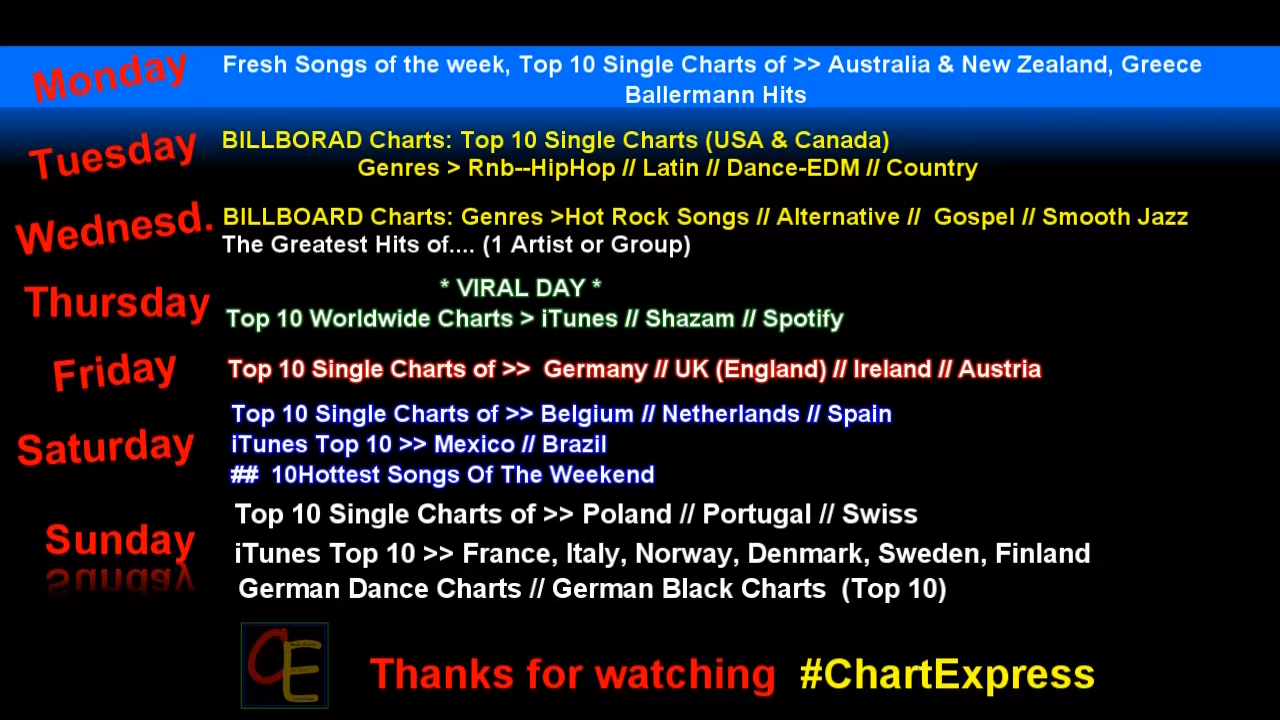 Monday
Fresh Songs of the week, Top 10 Single Charts of >> Australia & New Zealand, Greece
Ballermann Hits
Tuesday
BILLBORAD Charts: Top 10 Single Charts (USA & Canada)
Genres > Rnb--HipHop // Latin // Dance-EDM // Country
Wednesd.
BILLBOARD Charts: Genres >Hot Rock Songs // Alternative // Gospel // Smooth Jazz
The Greatest Hits of.... (1 Artist or Group)
Thursday
* VIRAL DAY *
Top 10 Worldwide Charts > iTunes // Shazam // Spotify
Friday
Top 10 Single Charts of >> Germany // UK (England) // Ireland // Austria
Saturday
Top 10 Single Charts of >> Belgium // Netherlands // Spain
iTunes Top 10 >> Mexico // Brazil
## 10Hottest Songs Of The Weekend
Sunday
Top 10 Single Charts of >> Poland // Portugal // Swiss
iTunes Top 10 >> France, Italy, Norway, Denmark, Sweden, Finland
German Dance Charts // German Black Charts (Top 10)
CE
Thanks for watching #ChartExpress